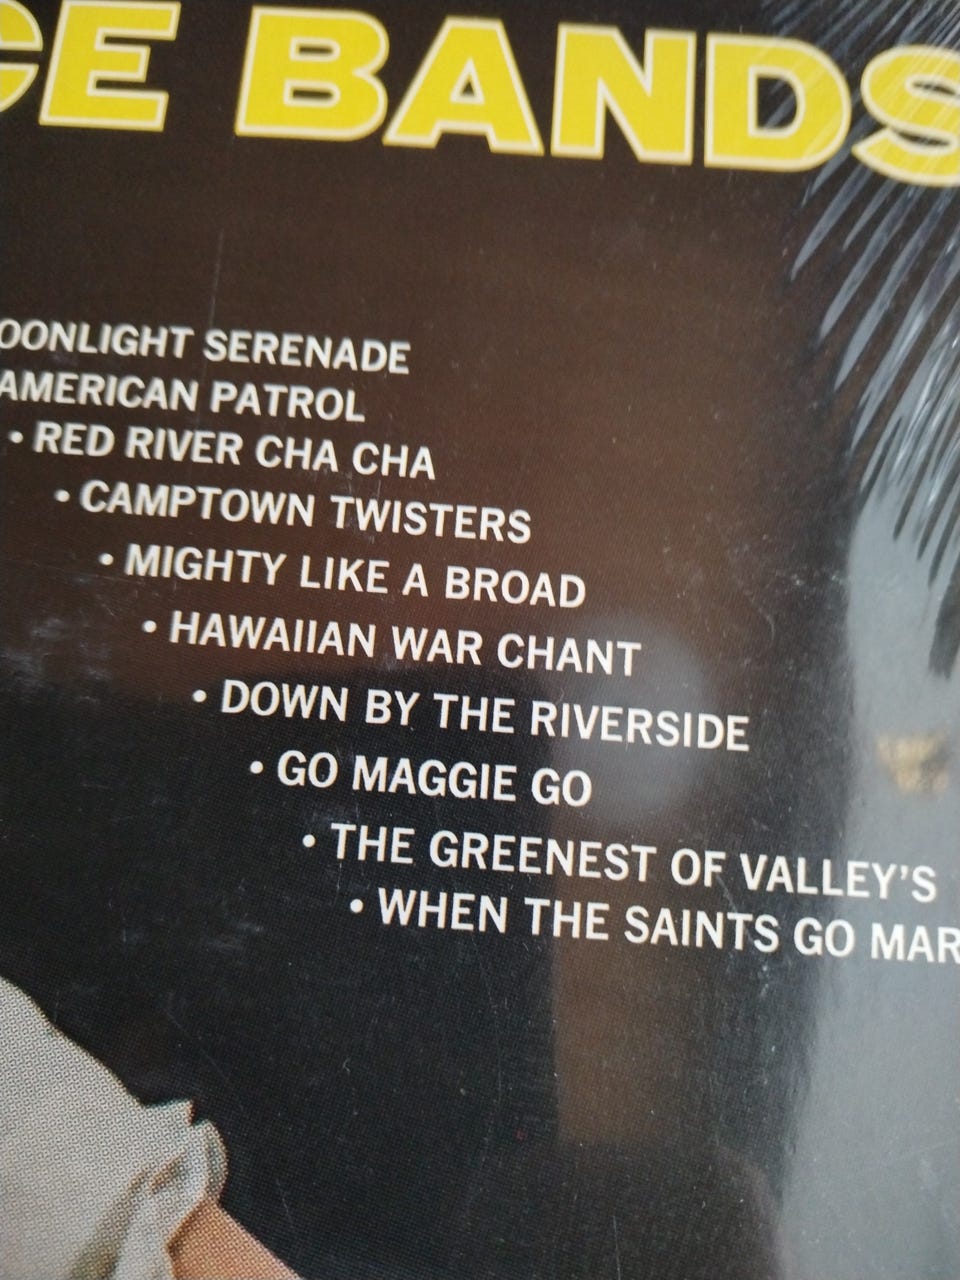 CE BANDS
OONLIGHT SERENADE
AMERICAN PATROL
• RED RIVER CHA CHA
• CAMPTOWN TWISTERS
• MIGHTY LIKE A BROAD
• HAWAIIAN WAR CHANT
• DOWN BY THE RIVERSIDE
• GO MAGGIE GO
• THE GREENEST OF VALLEY'S
• WHEN THE SAINTS GO MAR